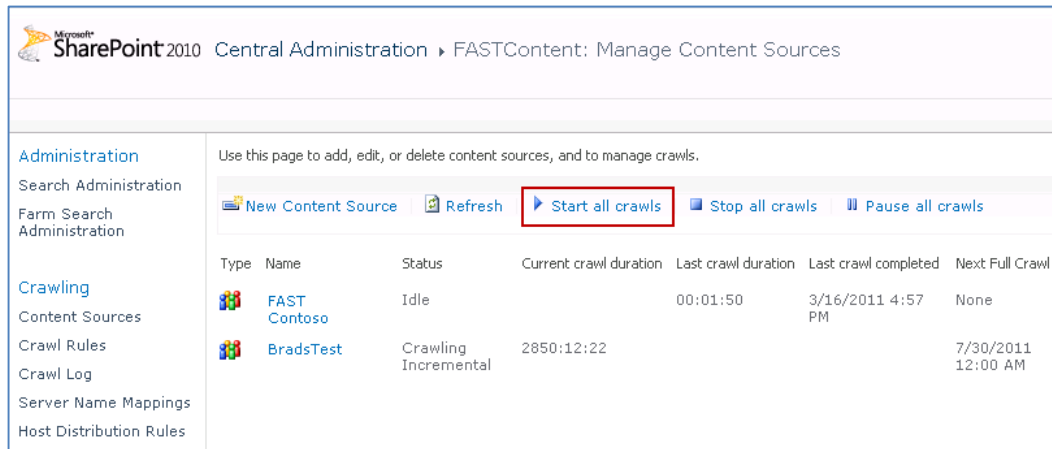 Microsoft®
SharePoint 2010 Central Administration ▸ FASTContent: Manage Content Sources
Administration
Search Administration
Farm Search
Administration
Crawling
Content Sources
Crawl Rules
Crawl Log
Server Name Mappings
Host Distribution Rules
Use this page to add, edit, or delete content sources, and to manage crawls.
New Content Source Refresh Start all crawls Stop all crawls Pause all crawls
Type Name Status Current crawl duration Last crawl duration Last crawl completed Next Full Crawl
FAST Idle 00:01:50 3/16/2011 4:57 None
Contoso PM
BradsTest Crawling 2850:12:22 7/30/2011
Incremental 12:00 AM